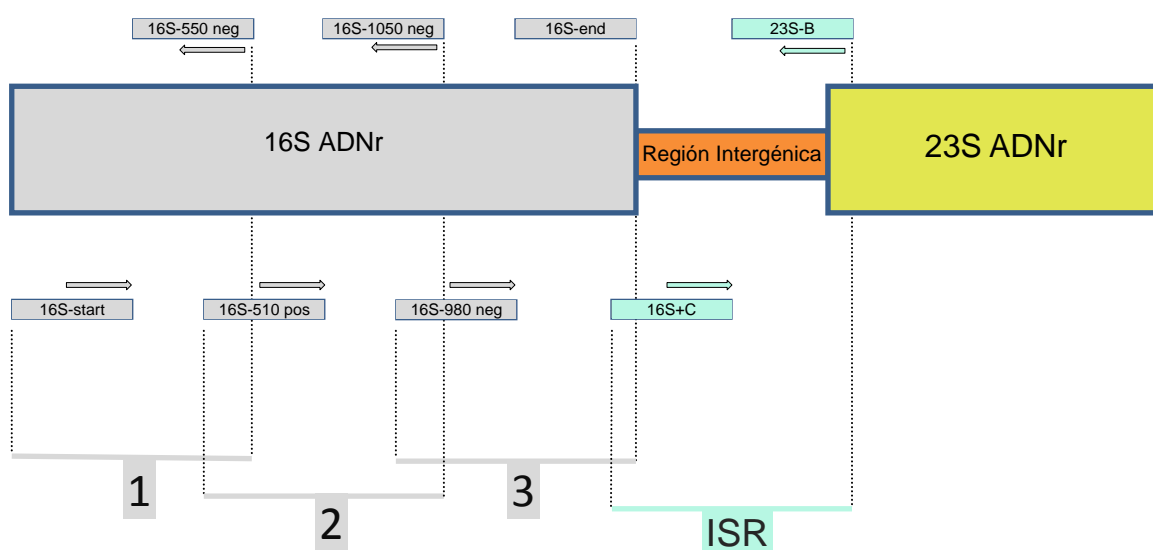 16S-550 neg
16S-1050 neg
16S-end
23S-B
16S ADNr
Región Intergénica
23S ADNr
16S-start
16S-510 pos
16S-980 neg
16S+C
1
2
3
ISR